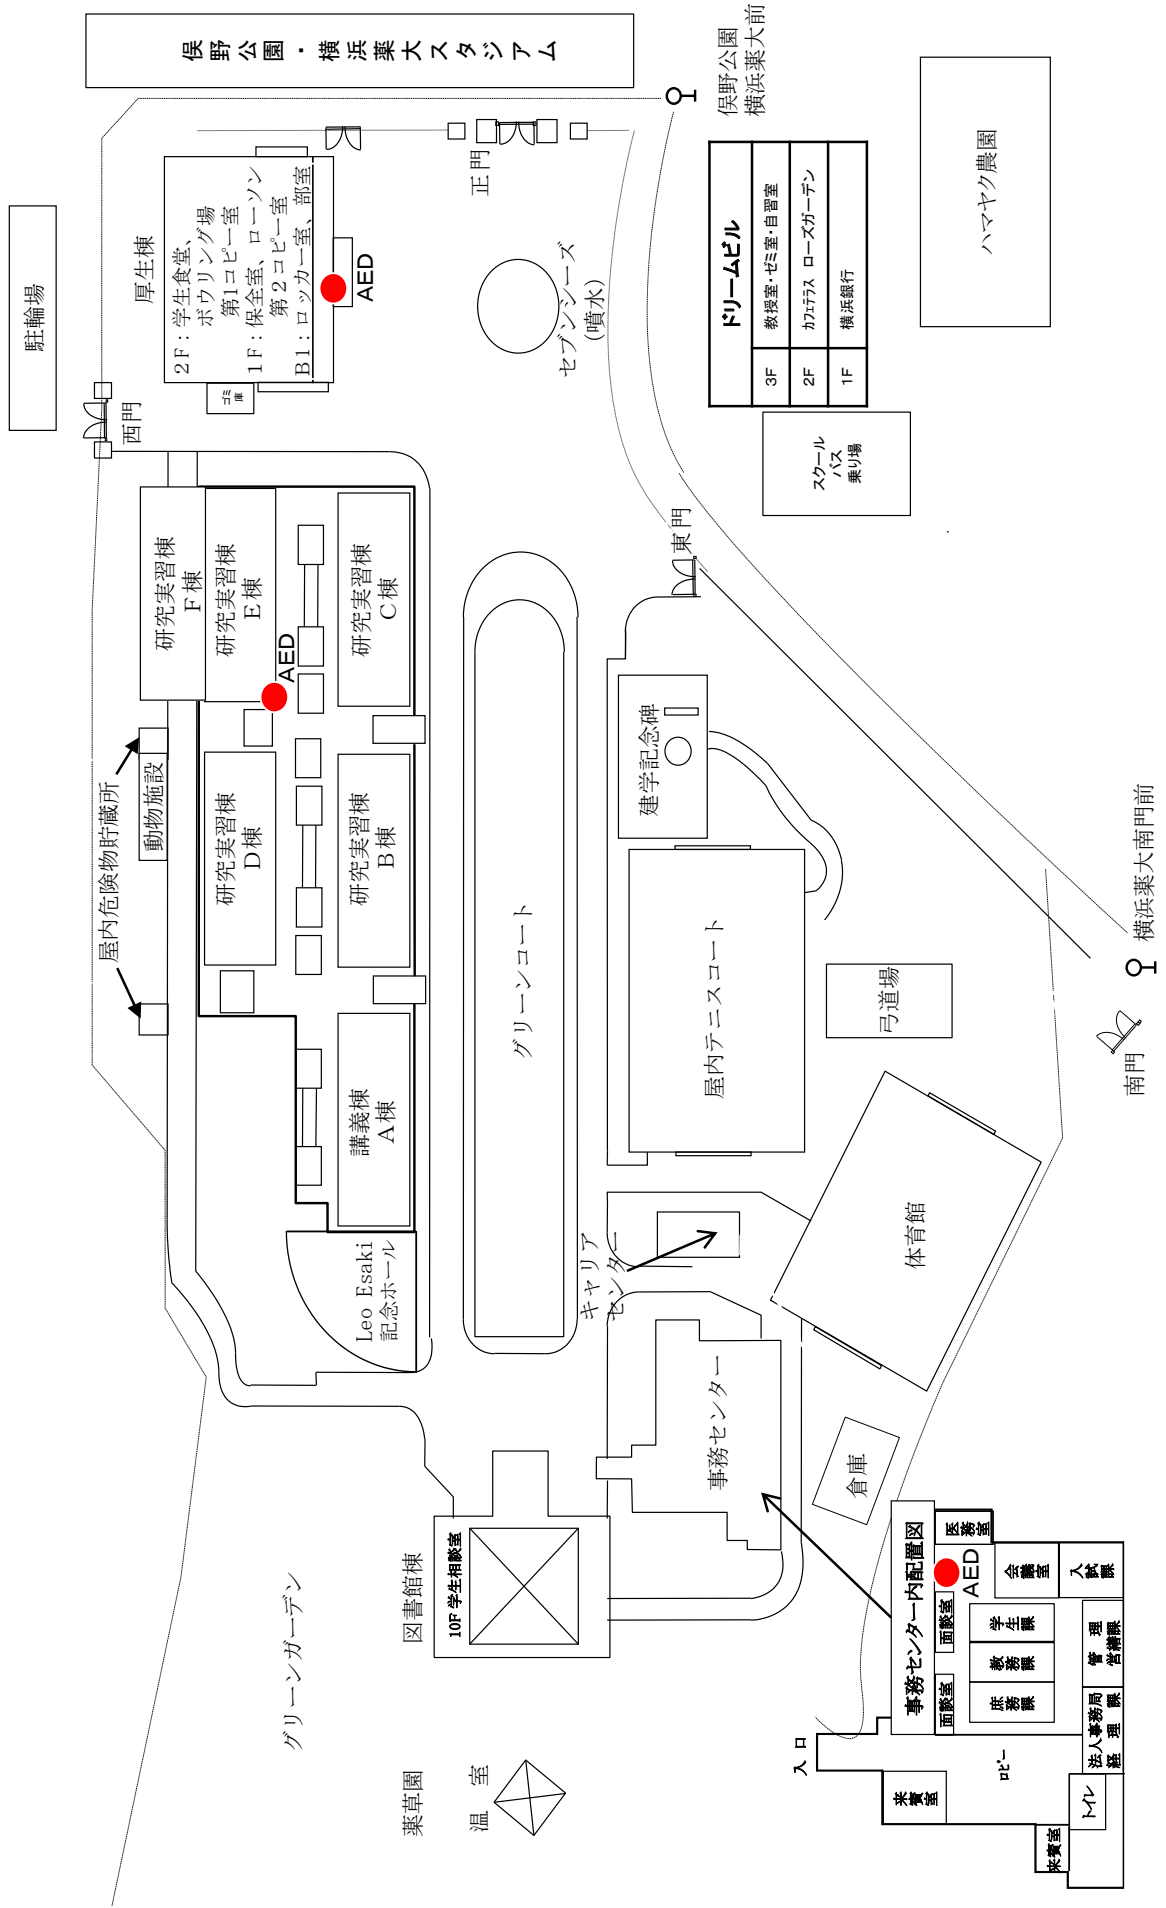 俣野公園・横浜薬大スタジアム
俣野公園
横浜薬大前
駐輪場
厚生棟
2F：学生食堂、
ボウリング場
第1コピー室
1F：保全室、ローソン
第２コピー室
B1：ロッカー室、部室
AED
ゴミ
庫
正門
西門
セブンシーズ
(噴水)
ドリームビル
3F 教授室・ゼミ室・自習室
2F カフェテラス ローズガーデン
1F 横浜銀行
ハマヤク農園
スクール
バス
乗り場
東門
研究実習棟
Ｆ棟
研究実習棟
Ｅ棟
AED
研究実習棟
Ｃ棟
屋内危険物貯蔵所
動物施設
研究実習棟
Ｄ棟
研究実習棟
Ｂ棟
講義棟
Ａ棟
Leo Esaki
記念ホール
グリーンコート
建学記念碑
屋内テニスコート
弓道場
横浜薬大南門前
南門
体育館
キャリア
センター
事務センター
倉庫
図書館棟
10F 学生相談室
グリーンガーデン
薬草園
温室
事務センター内配置図
医務
室
AED
会議
室
入試
課
面談室
面談室
学生
課
教務
課
庶務
課
管理
営繕課
法人事務局
経理課
入口
ロビー
来賓
室
来賓室
トイレ